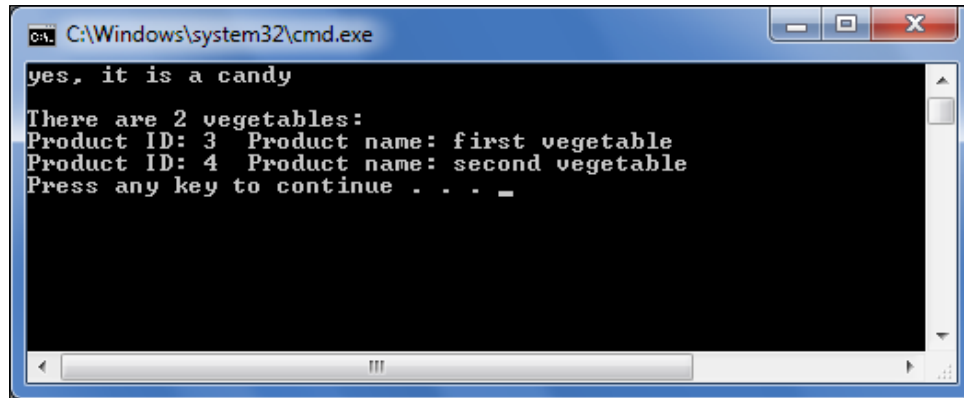 C:\Windows\system32\cmd.exe
yes, it is a candy
There are 2 vegetables:
Product ID: 3  Product name: first vegetable
Product ID: 4  Product name: second vegetable
Press any key to continue . . . _